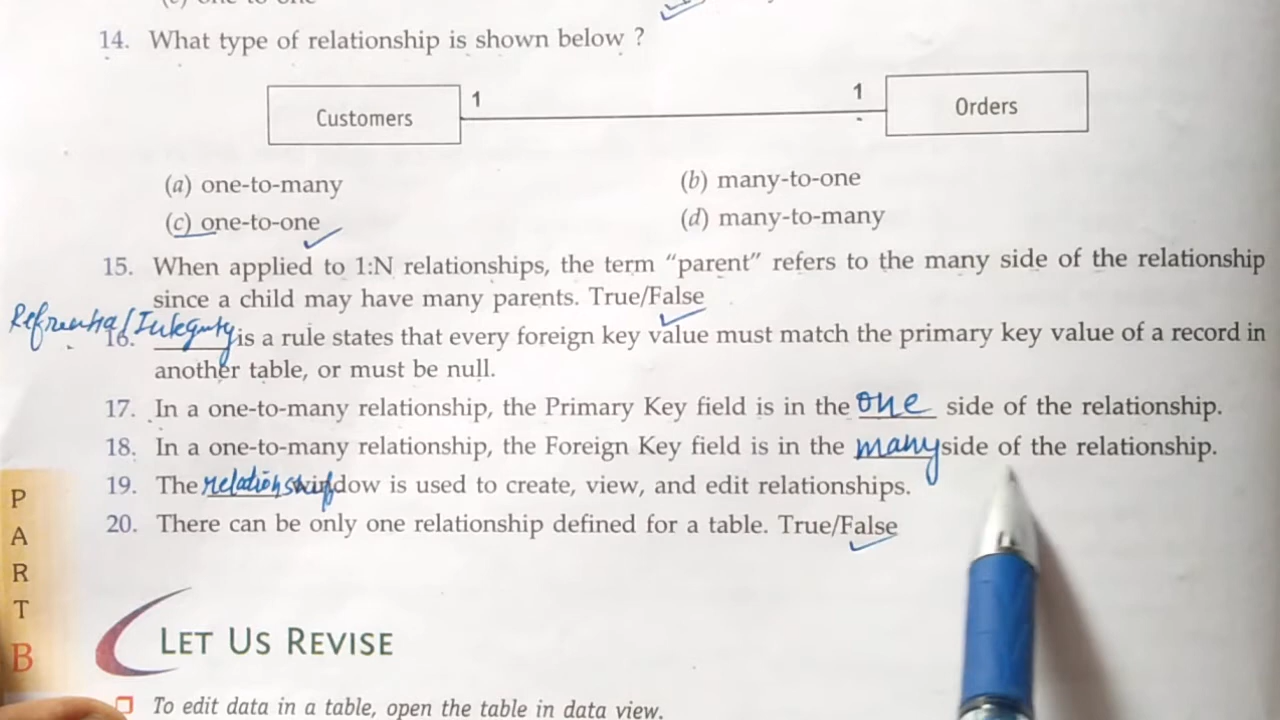 14. What type of relationship is shown below ?
Customers 1 1 Orders
(a) one-to-many (b) many-to-one
(c) one-to-one (d) many-to-many
15. When applied to 1:N relationships, the term “parent” refers to the many side of the relationship
since a child may have many parents. True/False
Refrential Integrity
16. is a rule states that every foreign key value must match the primary key value of a record in
another table, or must be null.
17. In a one-to-many relationship, the Primary Key field is in the one side of the relationship.
18. In a one-to-many relationship, the Foreign Key field is in the many side of the relationship.
19. The relationship window is used to create, view, and edit relationships.
20. There can be only one relationship defined for a table. True/False
PART
B
LET US REVISE
To edit data in a table, open the table in data view.